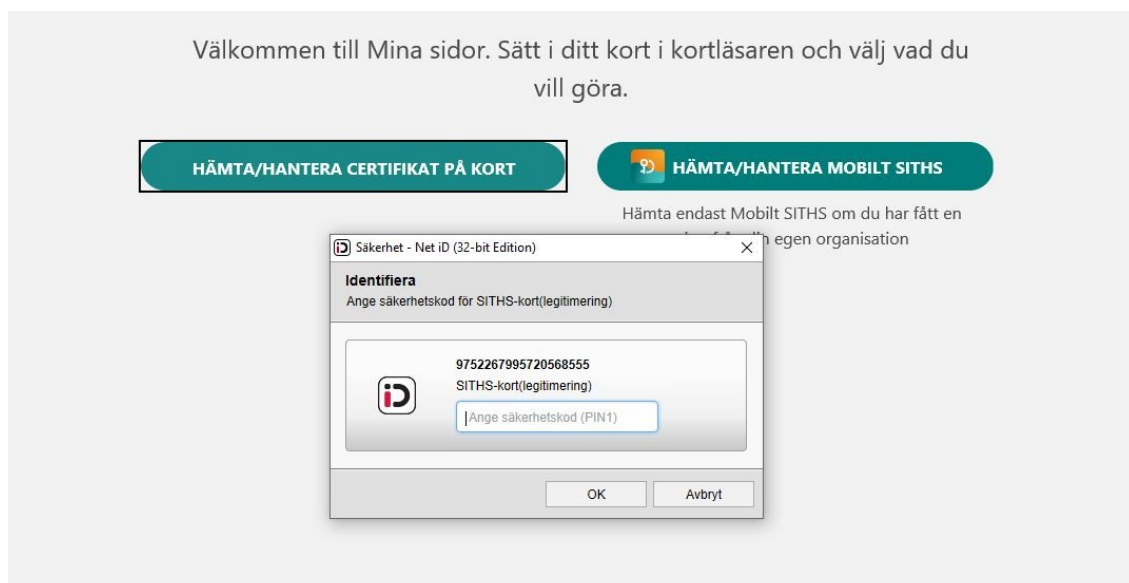 Välkommen till Mina sidor. Sätt i ditt kort i kortläsaren och välj vad du
vill göra.
HÄMTA/HANTERA CERTIFIKAT PÅ KORT
HÄMTA/HANTERA MOBILT SITHS
Hämta endast Mobilt SITHS om du har fått en
egen organisation
Säkerhet - Net iD (32-bit Edition)
Identifiera
Ange säkerhetskod för SITHS-kort(legitimering)
9752267995720568555
SITHS-kort(legitimering)
Ange säkerhetskod (PIN1)
OK
Avbryt